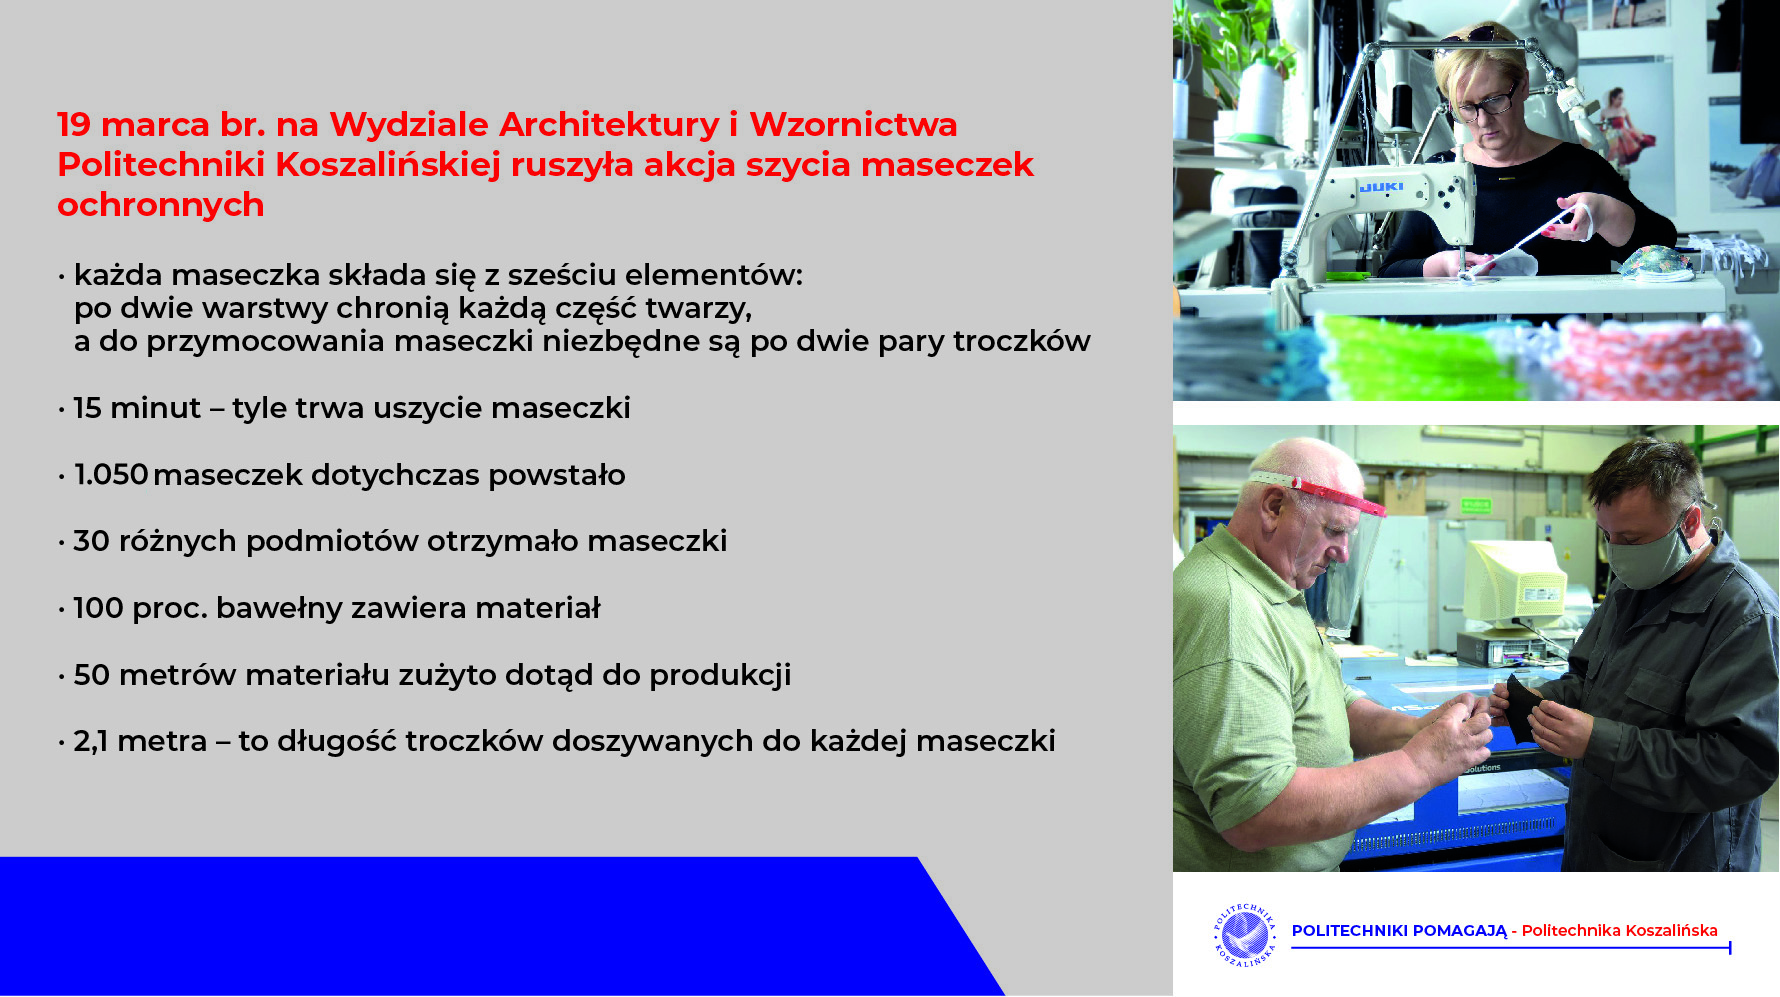 19 marca br. na Wydziale Architektury i Wzornictwa
Politechniki Koszalińskiej ruszyła akcja szycia maseczek
ochronnych
· każda maseczka składa się z sześciu elementów:
po dwie warstwy chronią każdą część twarzy,
a do przymocowania maseczki niezbędne są po dwie pary troczków
· 15 minut – tyle trwa uszycie maseczki
· 1.050 maseczek dotychczas powstało
· 30 różnych podmiotów otrzymało maseczki
· 100 proc. bawełny zawiera materiał
· 50 metrów materiału zużyto dotąd do produkcji
· 2,1 metra – to długość troczków doszywanych do każdej maseczki
JUKI
Solutions
POLITECHNIKA
KOSZALIŃSKA
POLITECHNIKI POMAGAJĄ - Politechnika Koszalińska